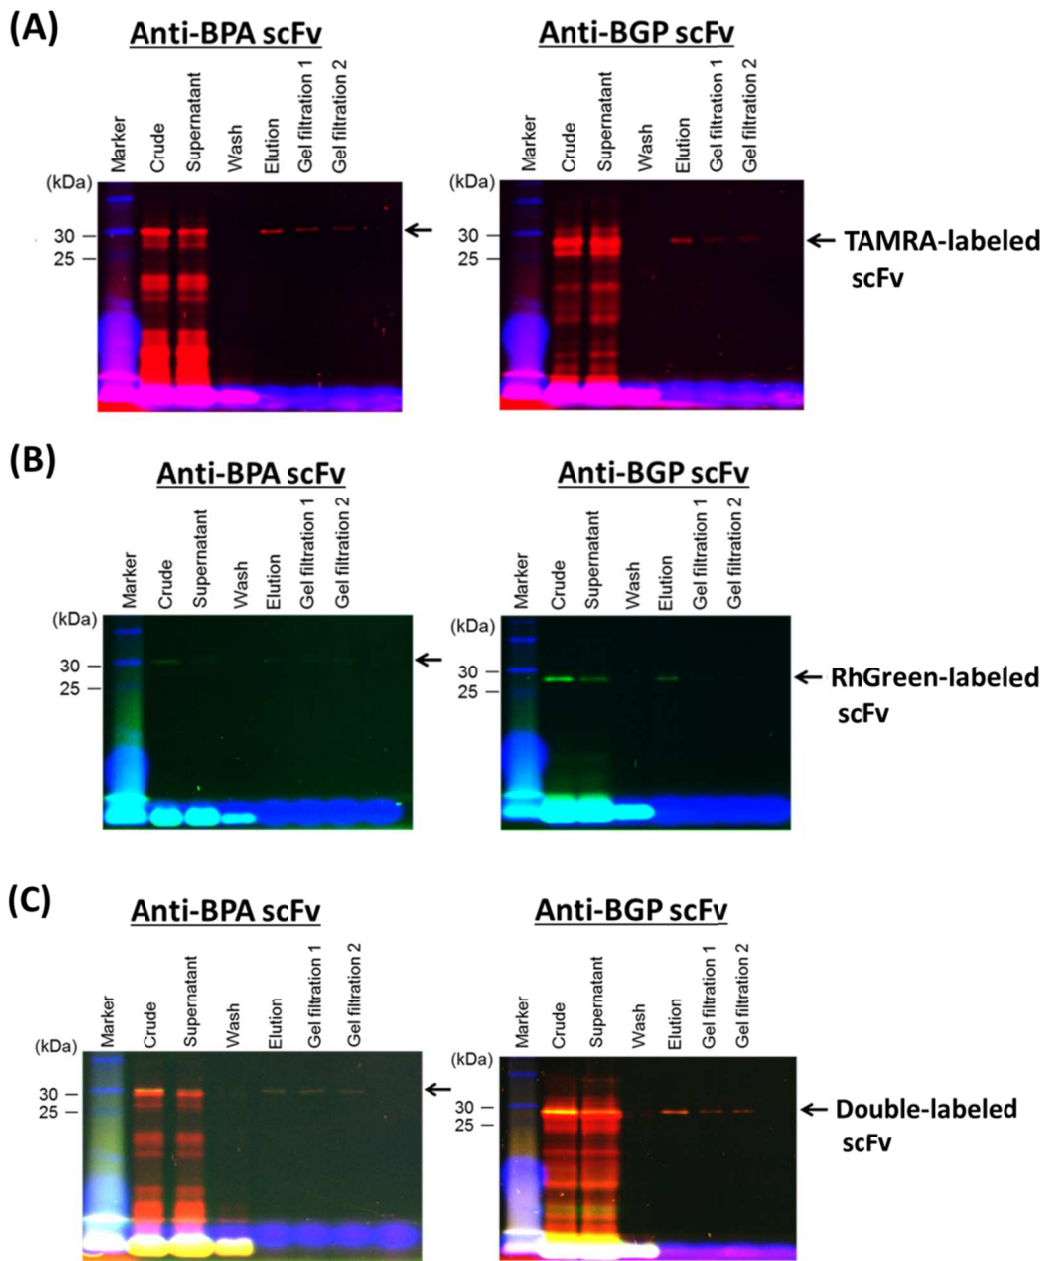 (A)
Anti-BPA scFv
Anti-BGP scFv
Marker
Crude
Supernatant
Wash
Elution
Gel filtration 1
Gel filtration 2
Marker
Crude
Supernatant
Wash
Elution
Gel filtration 1
Gel filtration 2
(kDa)
30
25
(kDa)
30
25
TAMRA-labeled
scFv
(B)
Anti-BPA scFv
Anti-BGP scFv
Marker
Crude
Supernatant
Wash
Elution
Gel filtration 1
Gel filtration 2
Marker
Crude
Supernatant
Wash
Elution
Gel filtration 1
Gel filtration 2
(kDa)
30
25
(kDa)
30
25
RhGreen-labeled
scFv
(C)
Anti-BPA scFv
Anti-BGP scFv
Marker
Crude
Supernatant
Wash
Elution
Gel filtration 1
Gel filtration 2
Marker
Crude
Supernatant
Wash
Elution
Gel filtration 1
Gel filtration 2
(kDa)
30
25
(kDa)
30
25
Double-labeled
scFv